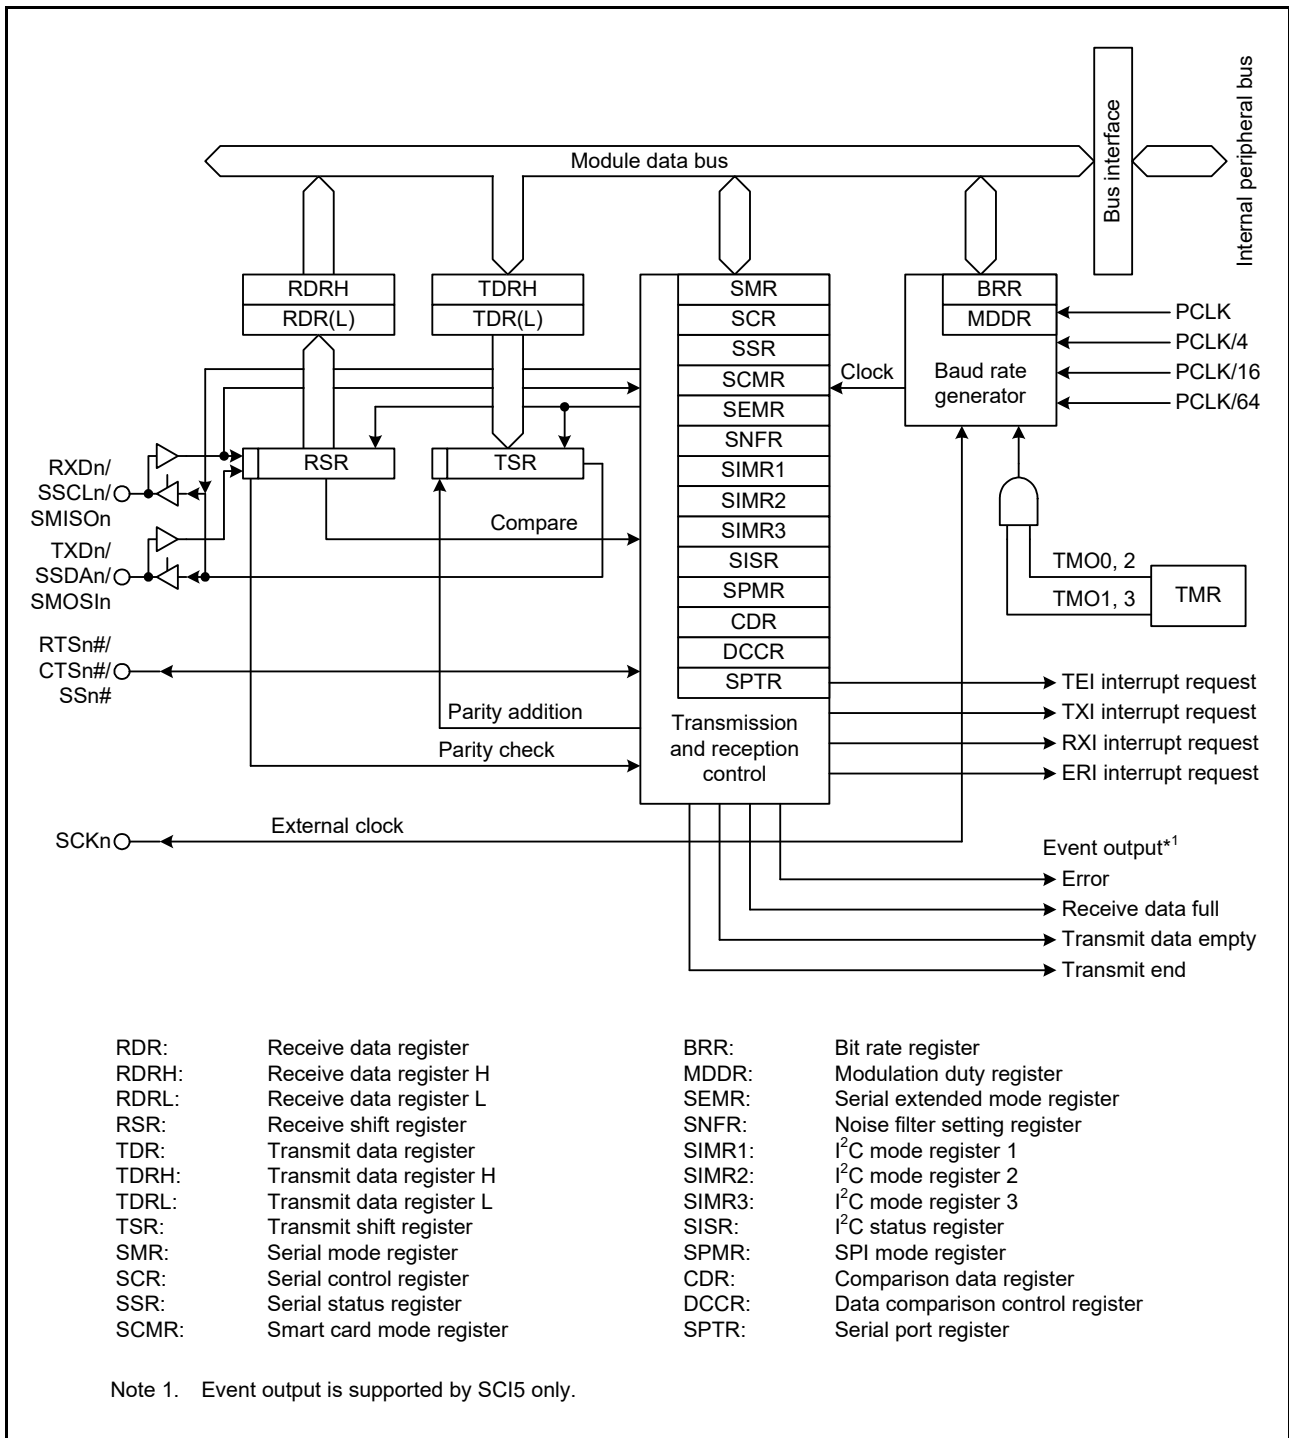 Module data bus
Bus interface
Internal peripheral bus
RDRH
RDR(L)
TDRH
TDR(L)
SMR
SCR
SSR
SCMR
SEMR
SNFR
SIMR1
SIMR2
SIMR3
SISR
SPMR
CDR
DCCR
SPTR
Transmission
and reception
control
BRR
MDDR
Baud rate
generator
Clock
PCLK
PCLK/4
PCLK/16
PCLK/64
RSR
TSR
RXDn/
SSCLn/
SMISOn
TXDn/
SSDAn/
SMOSIn
Compare
TMO0, 2
TMO1, 3
TMR
RTSn#/
CTSn#/
SSn#
Parity addition
Parity check
TEI interrupt request
TXI interrupt request
RXI interrupt request
ERI interrupt request
SCKn
External clock
Event output*1
Error
Receive data full
Transmit data empty
Transmit end
RDR: Receive data register
RDRH: Receive data register H
RDRL: Receive data register L
RSR: Receive shift register
TDR: Transmit data register
TDRH: Transmit data register H
TDRL: Transmit data register L
TSR: Transmit shift register
SMR: Serial mode register
SCR: Serial control register
SSR: Serial status register
SCMR: Smart card mode register
BRR: Bit rate register
MDDR: Modulation duty register
SEMR: Serial extended mode register
SNFR: Noise filter setting register
SIMR1: I2C mode register 1
SIMR2: I2C mode register 2
SIMR3: I2C mode register 3
SISR: I2C status register
SPMR: SPI mode register
CDR: Comparison data register
DCCR: Data comparison control register
SPTR: Serial port register
Note 1. Event output is supported by SCI5 only.